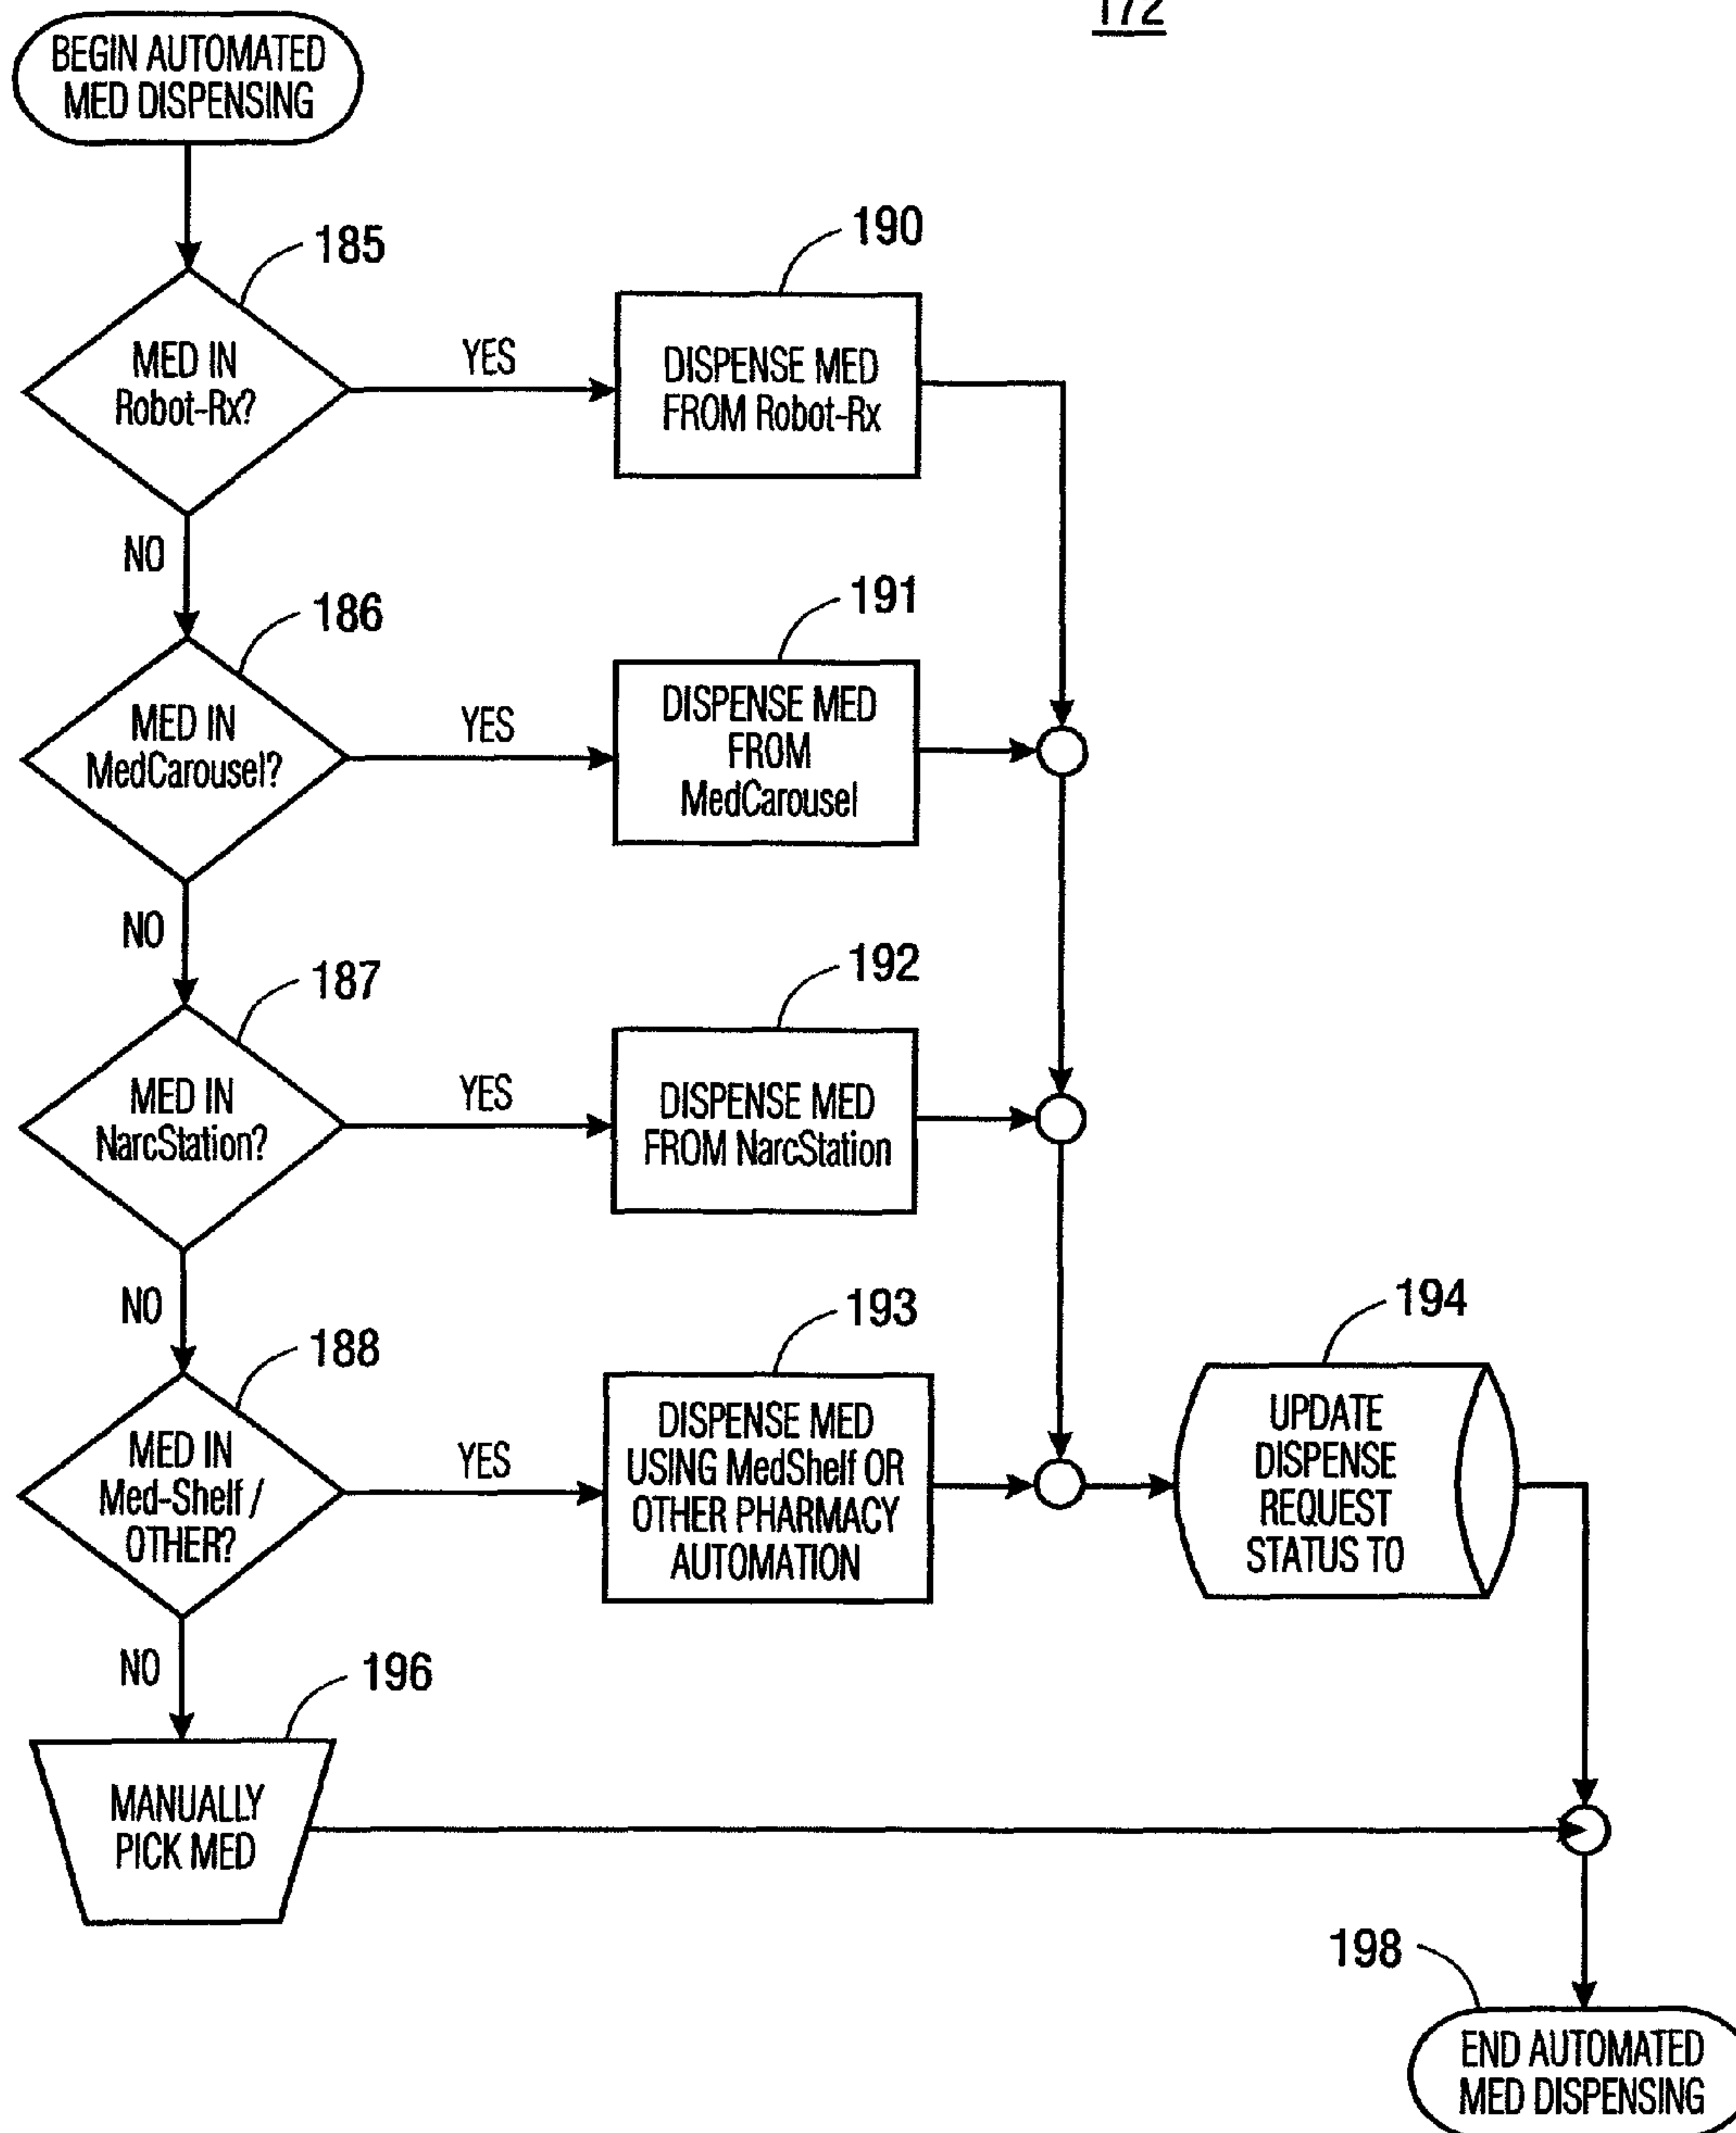 172
BEGIN AUTOMATED
MED DISPENSING
185
MED IN
Robot-Rx?
YES
190
DISPENSE MED
FROM Robot-Rx
NO
186
MED IN
MedCarousel?
YES
191
DISPENSE MED
FROM
MedCarousel
NO
187
MED IN
NarcStation?
YES
192
DISPENSE MED
FROM NarcStation
NO
188
MED IN
Med-Shelf /
OTHER?
YES
193
DISPENSE MED
USING MedShelf OR
OTHER PHARMACY
AUTOMATION
194
UPDATE
DISPENSE
REQUEST
STATUS TO
NO
196
MANUALLY
PICK MED
198
END AUTOMATED
MED DISPENSING